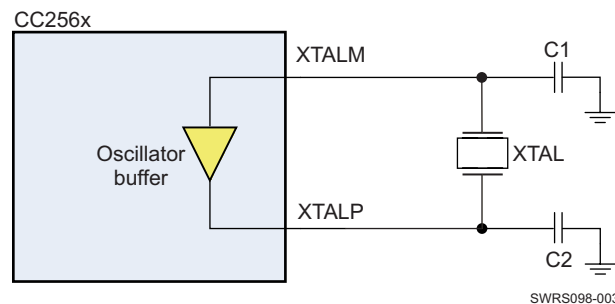 CC256x
XTALM
C1
Oscillator
buffer
XTAL
XTALP
C2
SWRS098-003